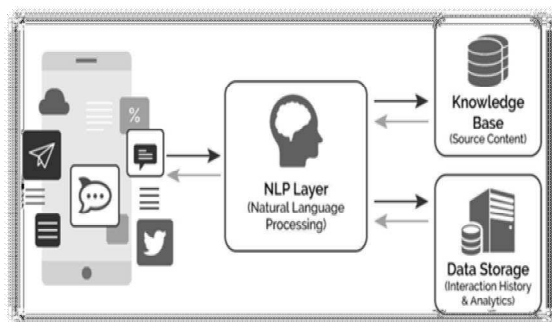 %
NLP Layer
(Natural Language
Processing)
Knowledge
Base
(Source Content)
Data Storage
(Interaction History
& Analytics)